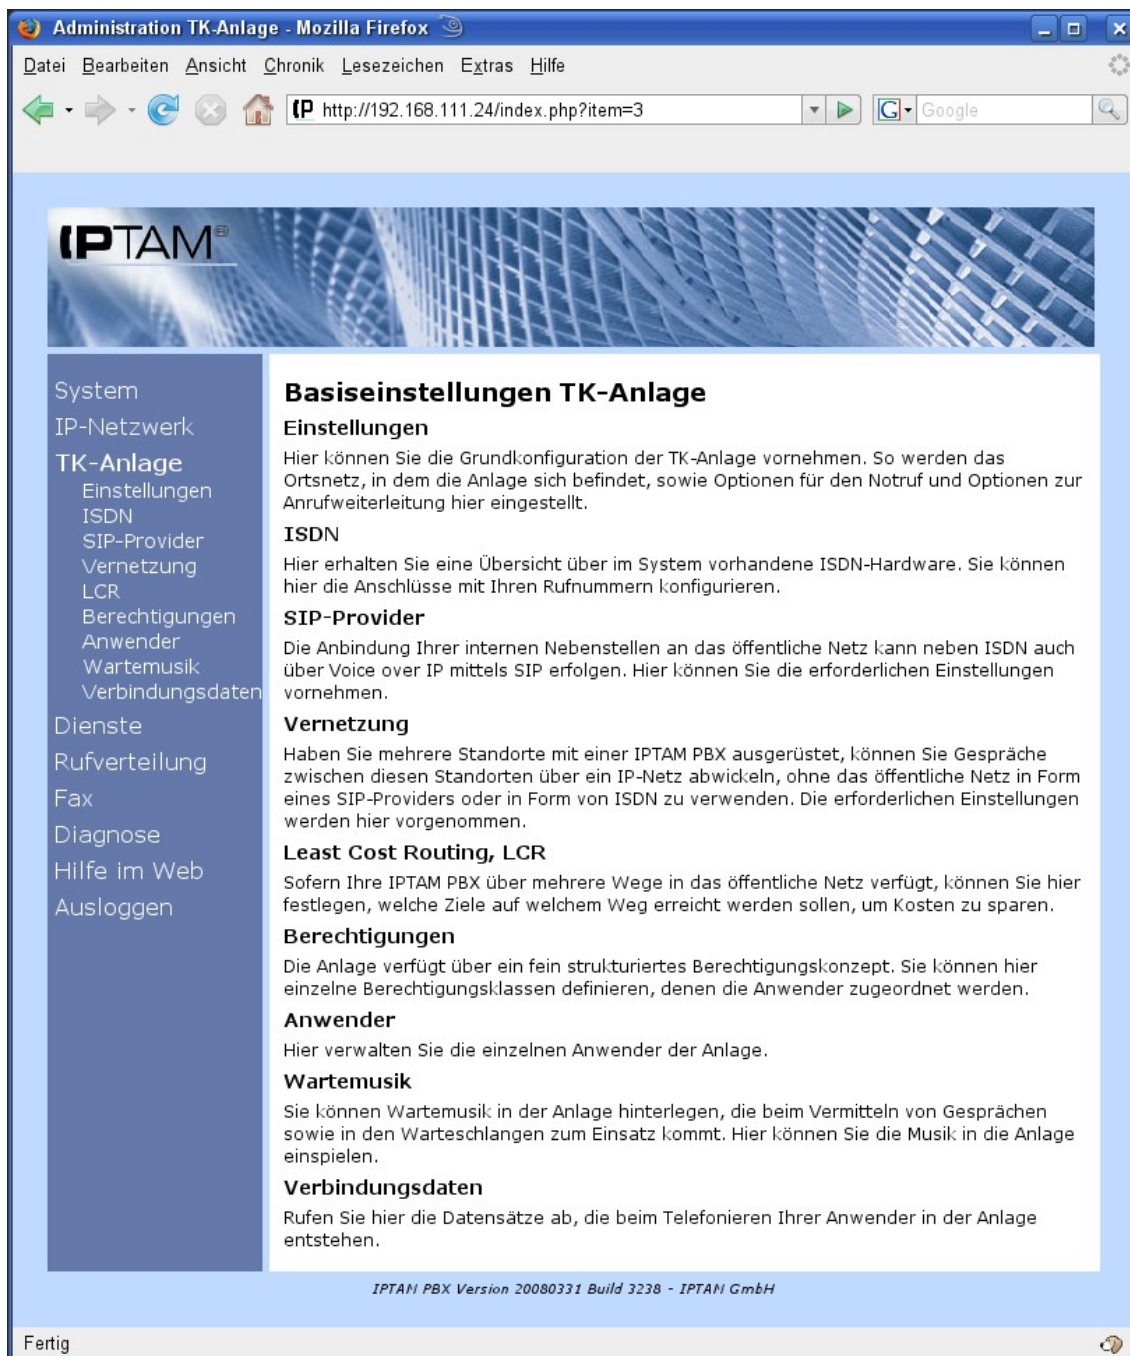 Administration TK-Anlage - Mozilla Firefox
Datei Bearbeiten Ansicht Chronik Lesezeichen Extras Hilfe
(P http://192.168.111.24/index.php?item=3 G Google
IPTAM®
System
IP-Netzwerk
TK-Anlage
Einstellungen
ISDN
SIP-Provider
Vernetzung
LCR
Berechtigungen
Anwender
Wartemusik
Verbindungsdaten
Dienste
Rufverteilung
Fax
Diagnose
Hilfe im Web
Ausloggen
Basiseinstellungen TK-Anlage
Einstellungen
Hier können Sie die Grundkonfiguration der TK-Anlage vornehmen. So werden das
Ortsnetz, in dem die Anlage sich befindet, sowie Optionen für den Notruf und Optionen zur
Anrufweiterleitung hier eingestellt.
ISDN
Hier erhalten Sie eine Übersicht über im System vorhandene ISDN-Hardware. Sie können
hier die Anschlüsse mit Ihren Rufnummern konfigurieren.
SIP-Provider
Die Anbindung Ihrer internen Nebenstellen an das öffentliche Netz kann neben ISDN auch
über Voice over IP mittels SIP erfolgen. Hier können Sie die erforderlichen Einstellungen
vornehmen.
Vernetzung
Haben Sie mehrere Standorte mit einer IPTAM PBX ausgerüstet, können Sie Gespräche
zwischen diesen Standorten über ein IP-Netz abwickeln, ohne das öffentliche Netz in Form
eines SIP-Providers oder in Form von ISDN zu verwenden. Die erforderlichen Einstellungen
werden hier vorgenommen.
Least Cost Routing, LCR
Sofern Ihre IPTAM PBX über mehrere Wege in das öffentliche Netz verfügt, können Sie hier
festlegen, welche Ziele auf welchem Weg erreicht werden sollen, um Kosten zu sparen.
Berechtigungen
Die Anlage verfügt über ein fein strukturiertes Berechtigungskonzept. Sie können hier
einzelne Berechtigungsklassen definieren, denen die Anwender zugeordnet werden.
Anwender
Hier verwalten Sie die einzelnen Anwender der Anlage.
Wartemusik
Sie können Wartemusik in der Anlage hinterlegen, die beim Vermitteln von Gesprächen
sowie in den Warteschlangen zum Einsatz kommt. Hier können Sie die Musik in die Anlage
einspielen.
Verbindungsdaten
Rufen Sie hier die Datensätze ab, die beim Telefonieren Ihrer Anwender in der Anlage
entstehen.
IPTAM PBX Version 20080331 Build 3238 - IPTAM GmbH
Fertig